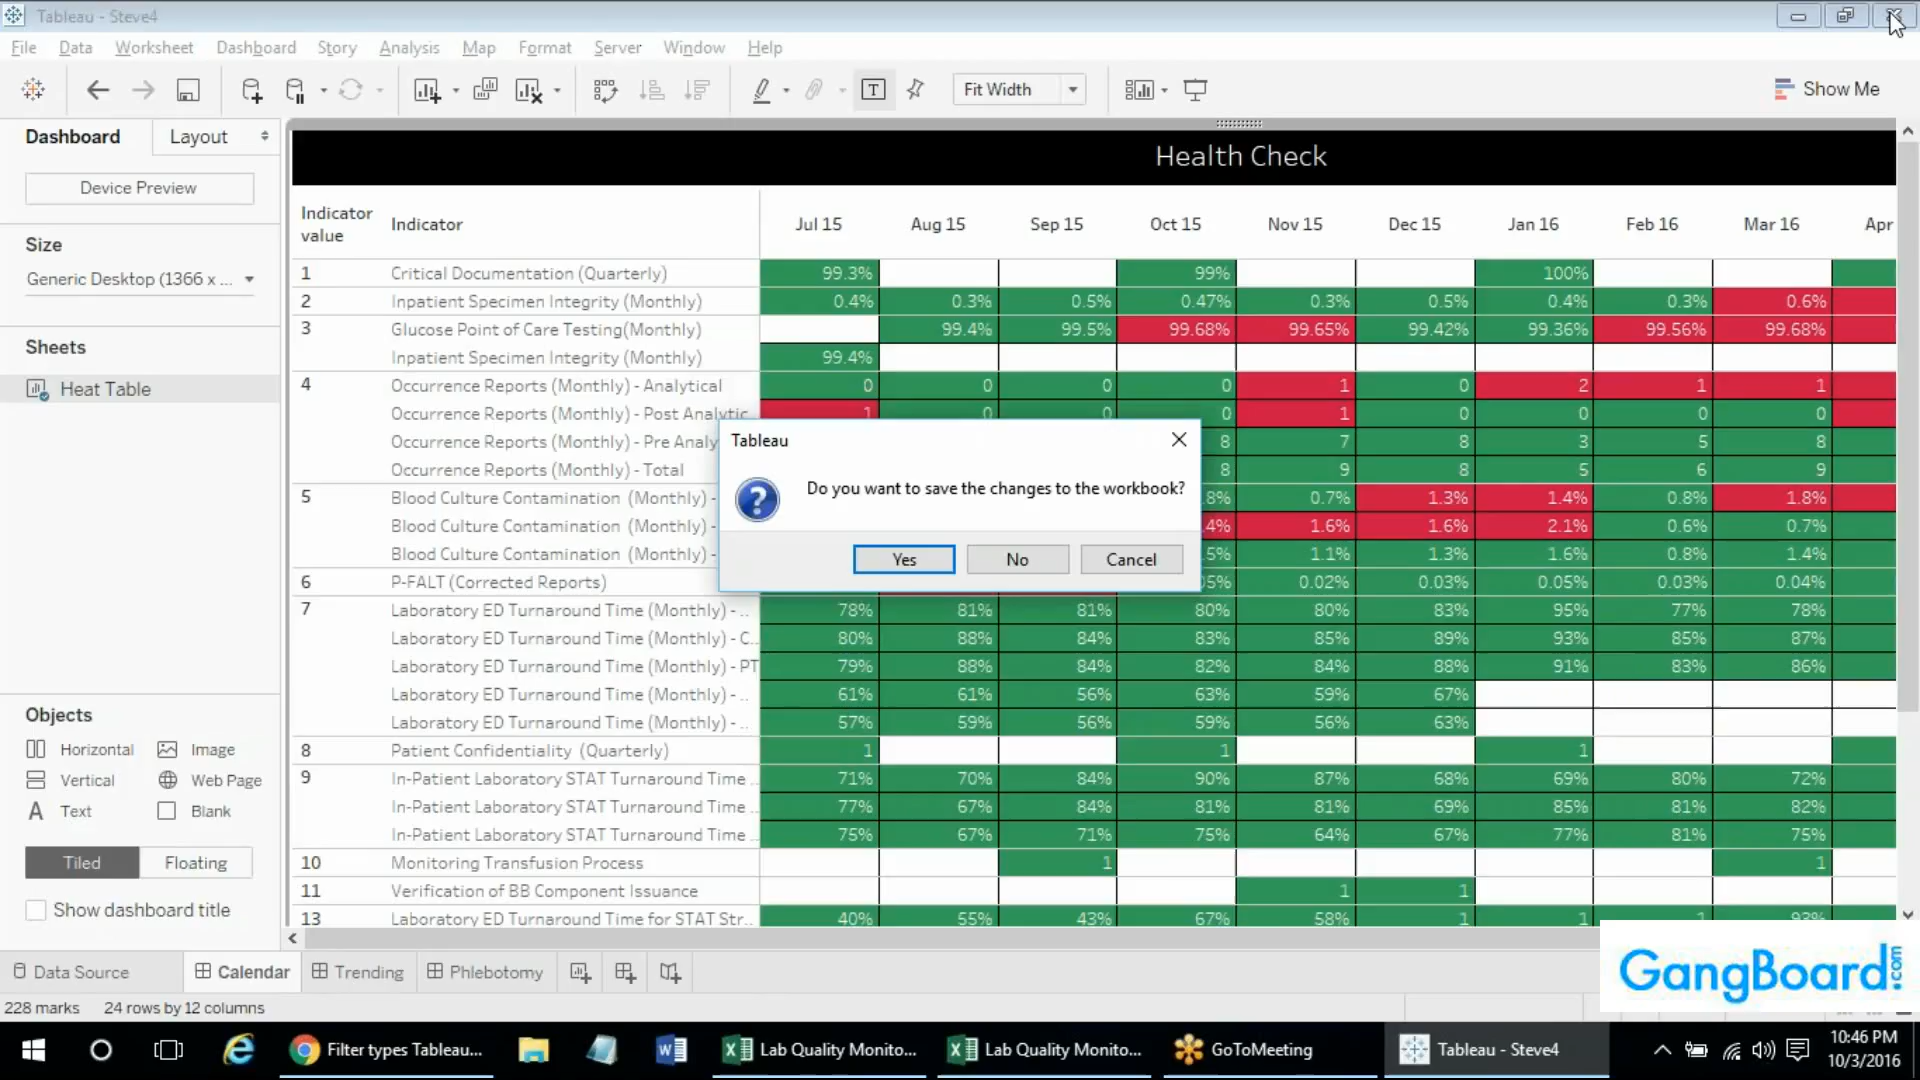 Tableau - Steve4
File Data Worksheet Dashboard Story Analysis Map Format Server Window Help
Fit Width
Show Me
Dashboard Layout
Device Preview
Size
Generic Desktop (1366 x ...
Sheets
Heat Table
Objects
Horizontal Image
Vertical Web Page
Text Blank
Tiled Floating
Show dashboard title
Health Check
Indicator value Indicator Jul 15 Aug 15 Sep 15 Oct 15 Nov 15 Dec 15 Jan 16 Feb 16 Mar 16 Apr
1 Critical Documentation (Quarterly) 99.3% 99% 100%
2 Inpatient Specimen Integrity (Monthly) 0.4% 0.3% 0.5% 0.47% 0.3% 0.5% 0.4% 0.3% 0.6%
3 Glucose Point of Care Testing(Monthly) 99.4% 99.5% 99.68% 99.65% 99.42% 99.36% 99.56% 99.68%
Inpatient Specimen Integrity (Monthly) 99.4%
4 Occurrence Reports (Monthly) - Analytical 0 0 0 0 1 0 2 1 1
Occurrence Reports (Monthly) - Post Analytic.. 1 0 0 0 1 0 0 0 0
Occurrence Reports (Monthly) - Pre Analy 8 7 8 3 5 8
Occurrence Reports (Monthly) - Total 8 9 8 5 6 9
5 Blood Culture Contamination (Monthly) - .8% 0.7% 1.3% 1.4% 0.8% 1.8%
Blood Culture Contamination (Monthly) - .4% 1.6% 1.6% 2.1% 0.6% 0.7%
Blood Culture Contamination (Monthly) - .5% 1.1% 1.3% 1.6% 0.8% 1.4%
6 P-FALT (Corrected Reports) 05% 0.02% 0.03% 0.05% 0.03% 0.04%
7 Laboratory ED Turnaround Time (Monthly) - .. 78% 81% 81% 80% 80% 83% 95% 77% 78%
Laboratory ED Turnaround Time (Monthly) - C.. 80% 88% 84% 83% 85% 89% 93% 85% 87%
Laboratory ED Turnaround Time (Monthly) - PT 79% 88% 84% 82% 84% 88% 91% 83% 86%
Laboratory ED Turnaround Time (Monthly) - .. 61% 61% 56% 63% 59% 67%
Laboratory ED Turnaround Time (Monthly) - .. 57% 59% 56% 59% 56% 63%
8 Patient Confidentiality (Quarterly) 1 1 1
9 In-Patient Laboratory STAT Turnaround Time .. 71% 70% 84% 90% 87% 68% 69% 80% 72%
In-Patient Laboratory STAT Turnaround Time .. 77% 67% 84% 81% 81% 69% 85% 81% 82%
In-Patient Laboratory STAT Turnaround Time .. 75% 67% 71% 75% 64% 67% 77% 81% 75%
10 Monitoring Transfusion Process 1 1
11 Verification of BB Component Issuance 1 1
13 Laboratory ED Turnaround Time for STAT Str.. 40% 55% 43% 67% 58% 1 1 1 93%
Tableau
Do you want to save the changes to the workbook?
Yes No Cancel
Data Source Calendar Trending Phlebotomy
228 marks 24 rows by 12 columns
GangBoard.com
Filter types Tableau... Lab Quality Monito... Lab Quality Monito... GoToMeeting Tableau - Steve4
10:46 PM
10/3/2016